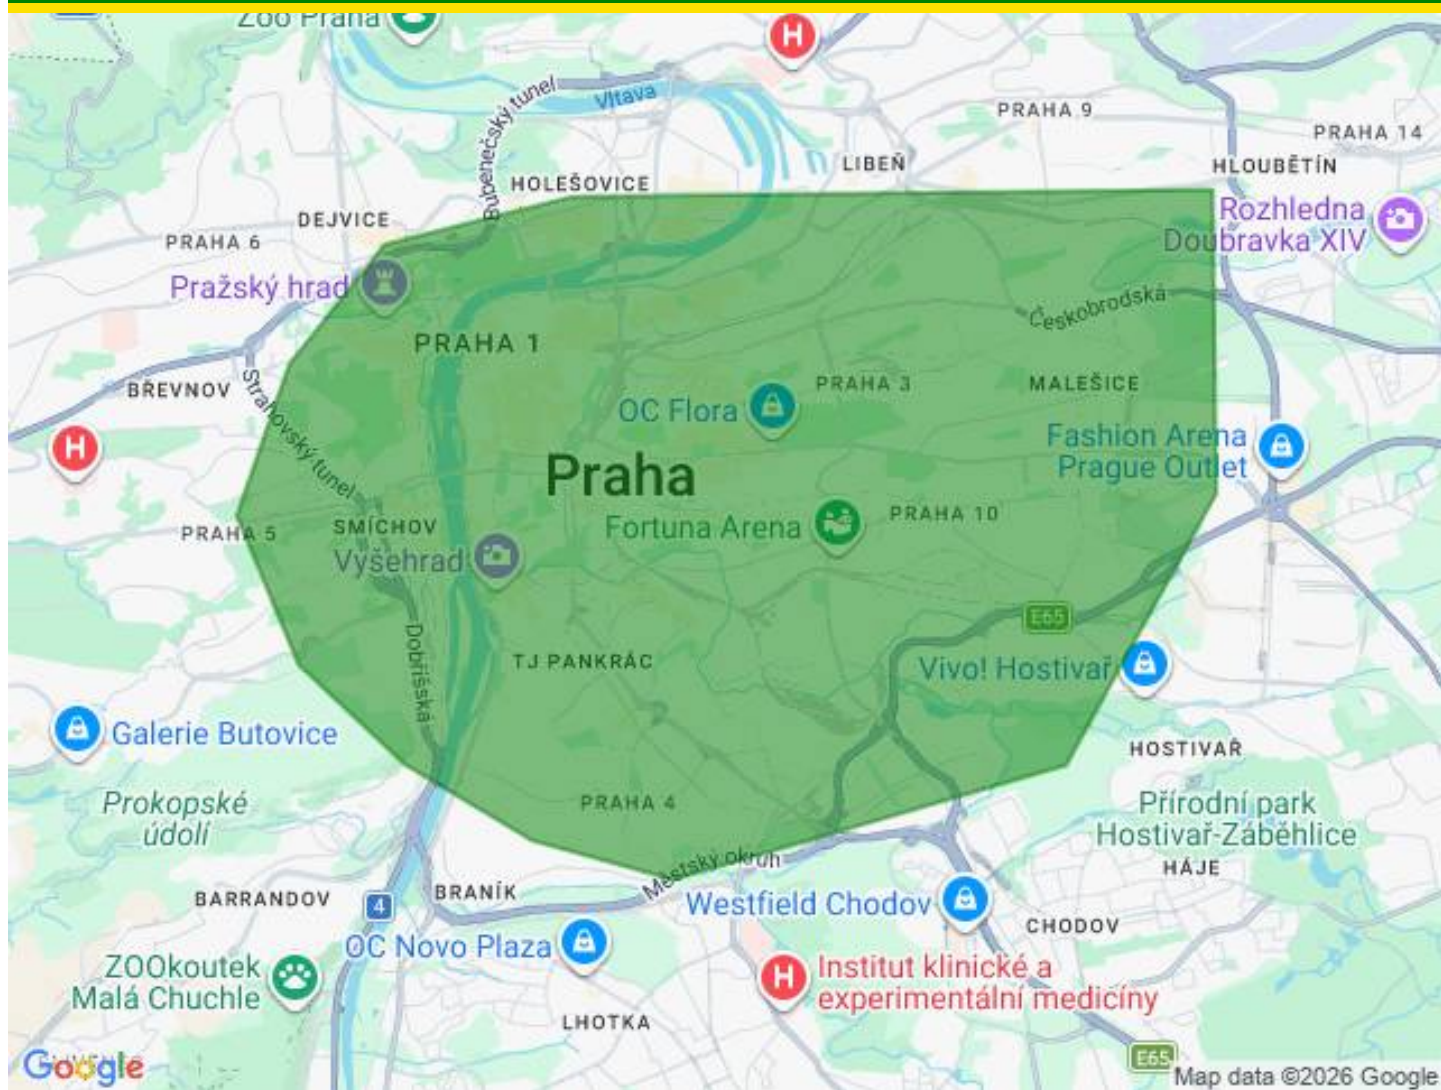 Zoo Praha
Bubenečský tunel
Vltava
PRAHA 9
PRAHA 14
LIBEŇ
HLOUBĚTÍN
HOLEŠOVICE
DEJVICE
PRAHA 6
Rozhledna
Doubravka XIV
Pražský hrad
Českobrodská
PRAHA 1
BŘEVNOV
Strahovský tunel
PRAHA 3
MALEŠICE
OC Flora
Fashion Arena
Prague Outlet
Praha
PRAHA 5
SMÍCHOV
Fortuna Arena
PRAHA 10
Vyšehrad
E65
Dobříšská
TJ PANKRÁC
Vivo! Hostivař
Galerie Butovice
HOSTIVAŘ
Prokopské
údolí
PRAHA 4
Přírodní park
Hostivař-Záběhlice
Městský okruh
HÁJE
BARRANDOV
4
BRANÍK
Westfield Chodov
CHODOV
OC Novo Plaza
ZOOkoutek
Malá Chuchle
Institut klinické a
experimentální medicíny
LHOTKA
Google
E65
Map data ©2026 Google